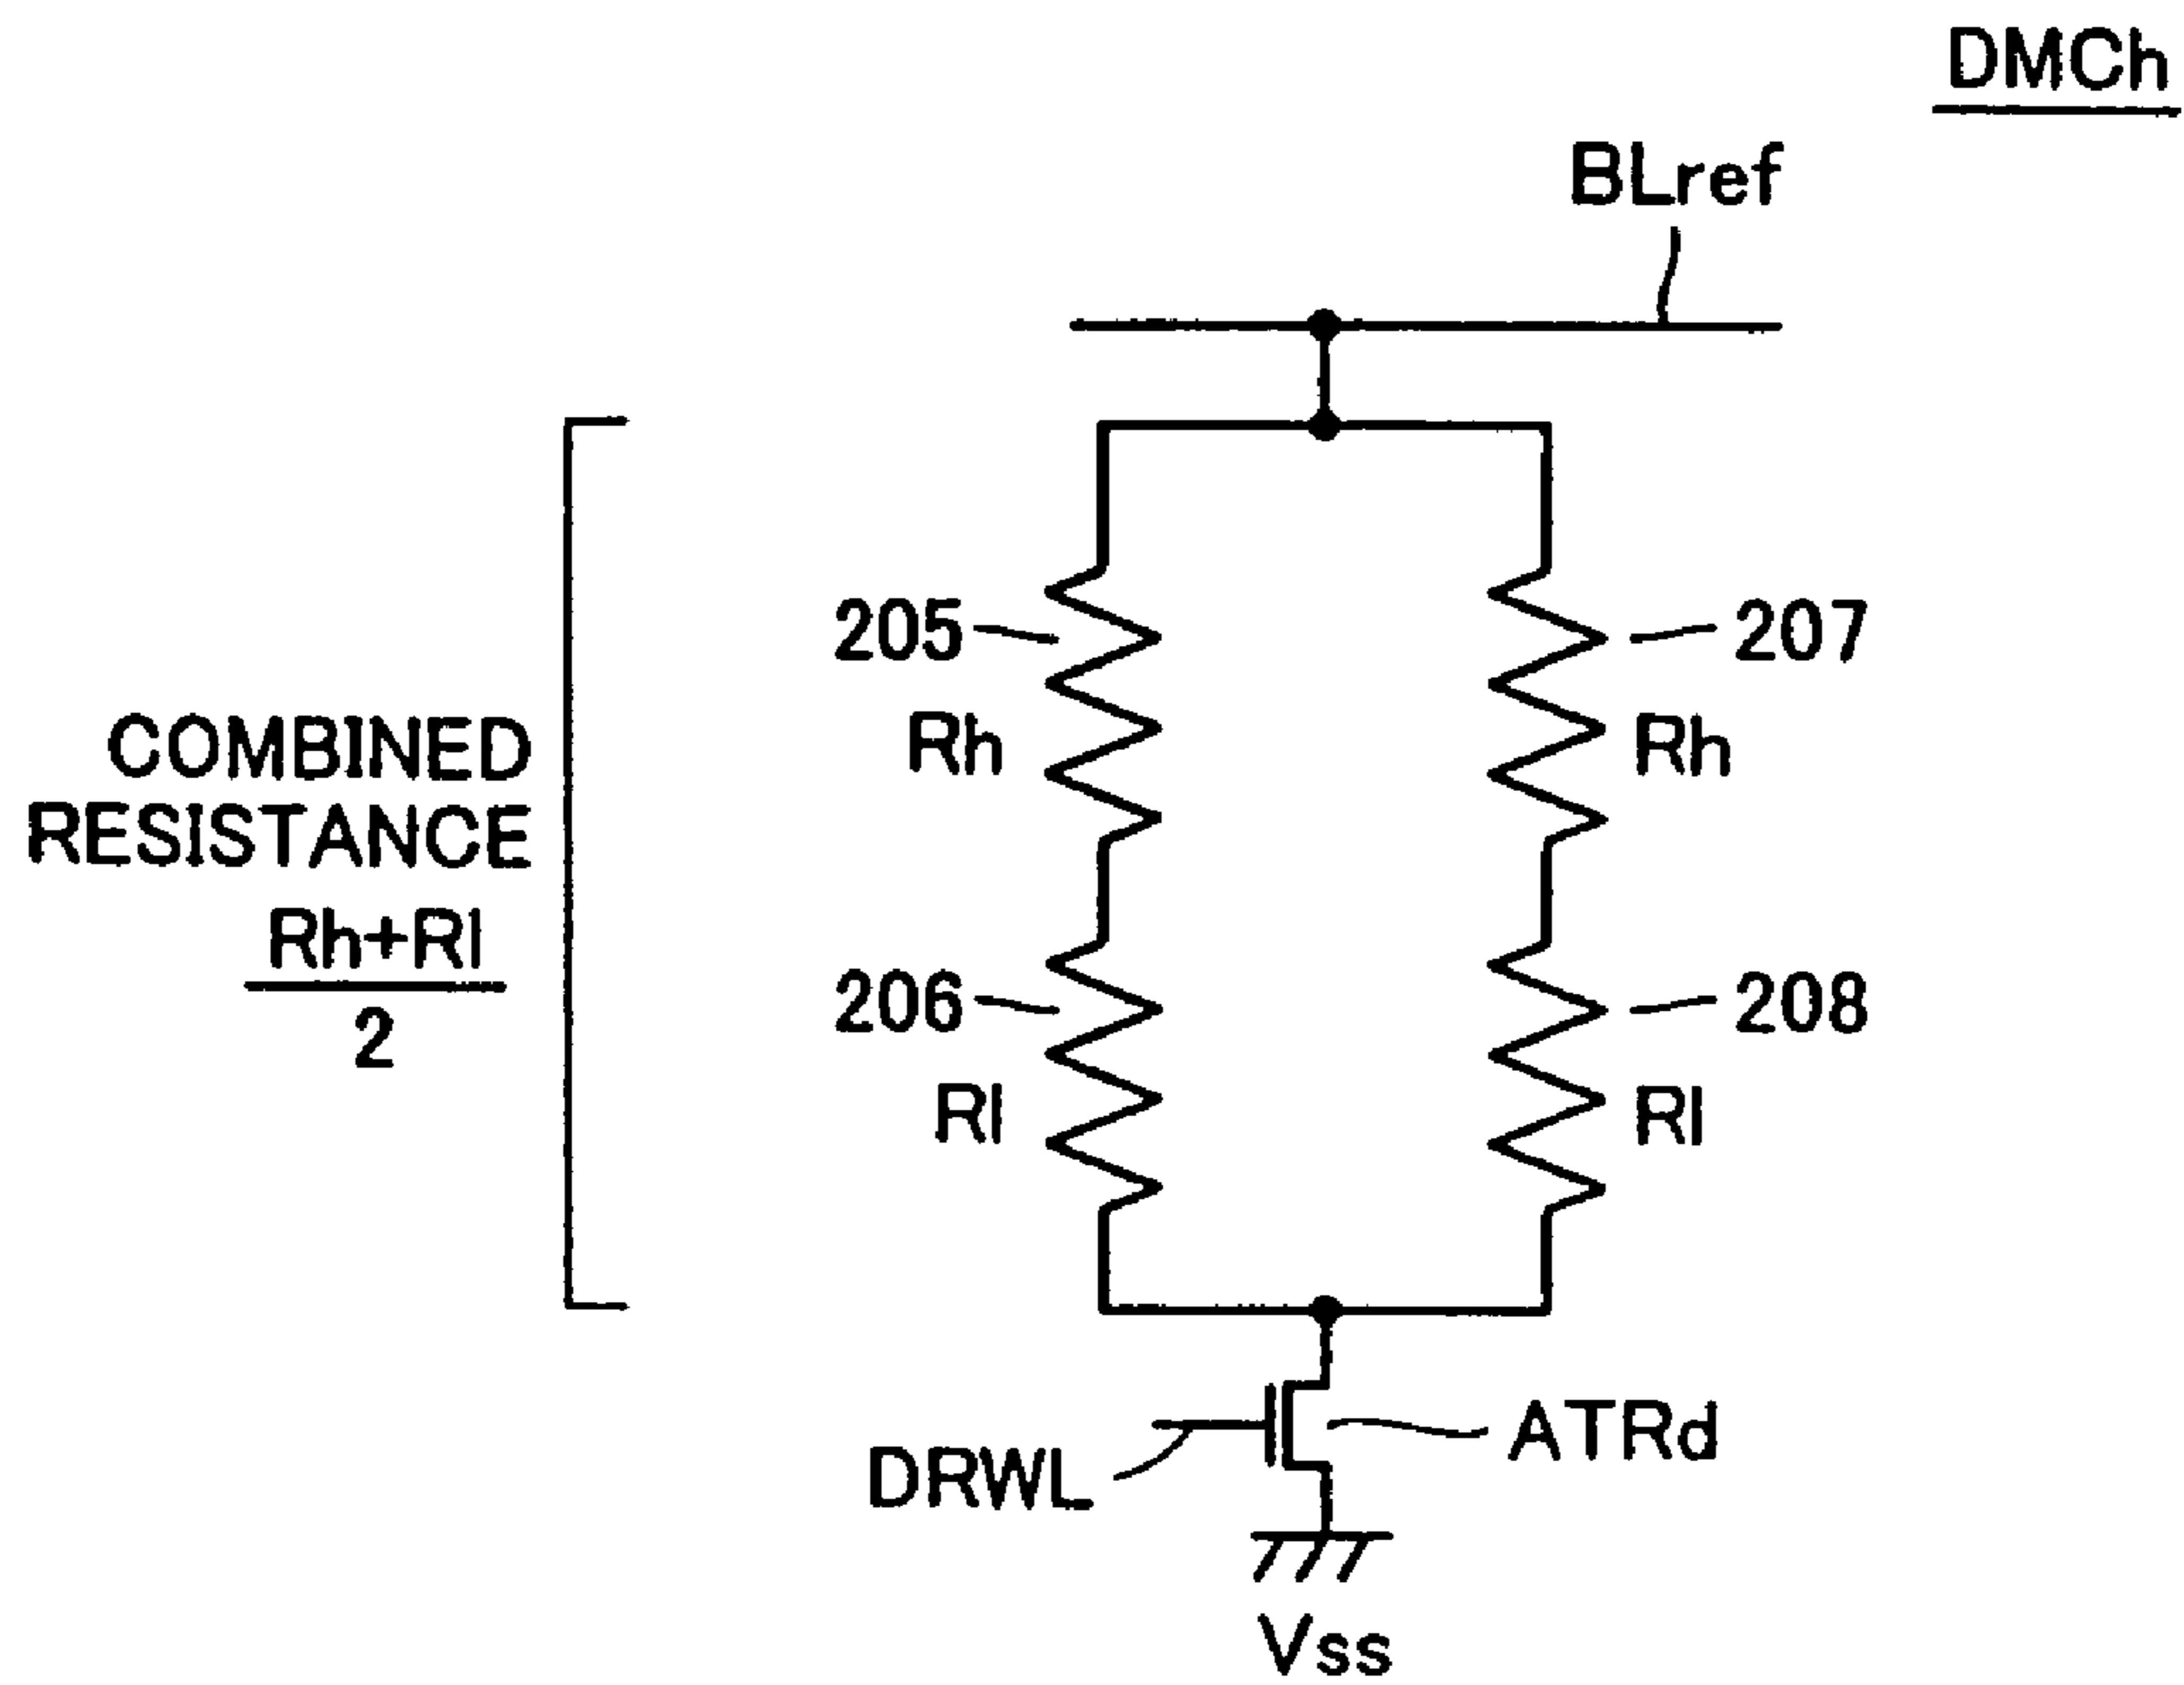 DMCh
BLref
205
207
Rh
Rh
COMBINED
RESISTANCE
Rh+Rl
2
206
208
Rl
Rl
ATRd
DRWL
Vss